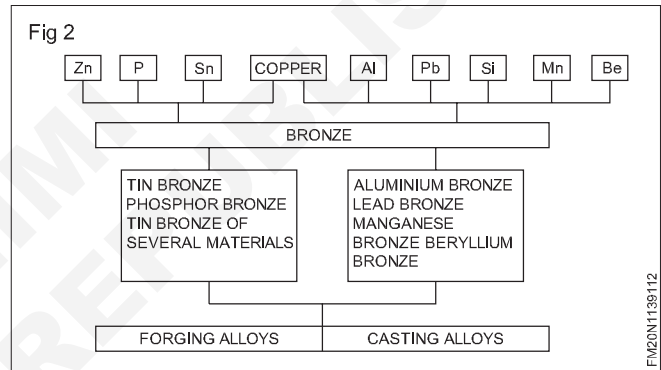 Fig 2
Zn P Sn COPPER Al Pb Si Mn Be
BRONZE
TIN BRONZE
PHOSPHOR BRONZE
TIN BRONZE OF
SEVERAL MATERIALS
ALUMINIUM BRONZE
LEAD BRONZE
MANGANESE
BRONZE BERYLLIUM
BRONZE
FORGING ALLOYS CASTING ALLOYS
FM20N1139112